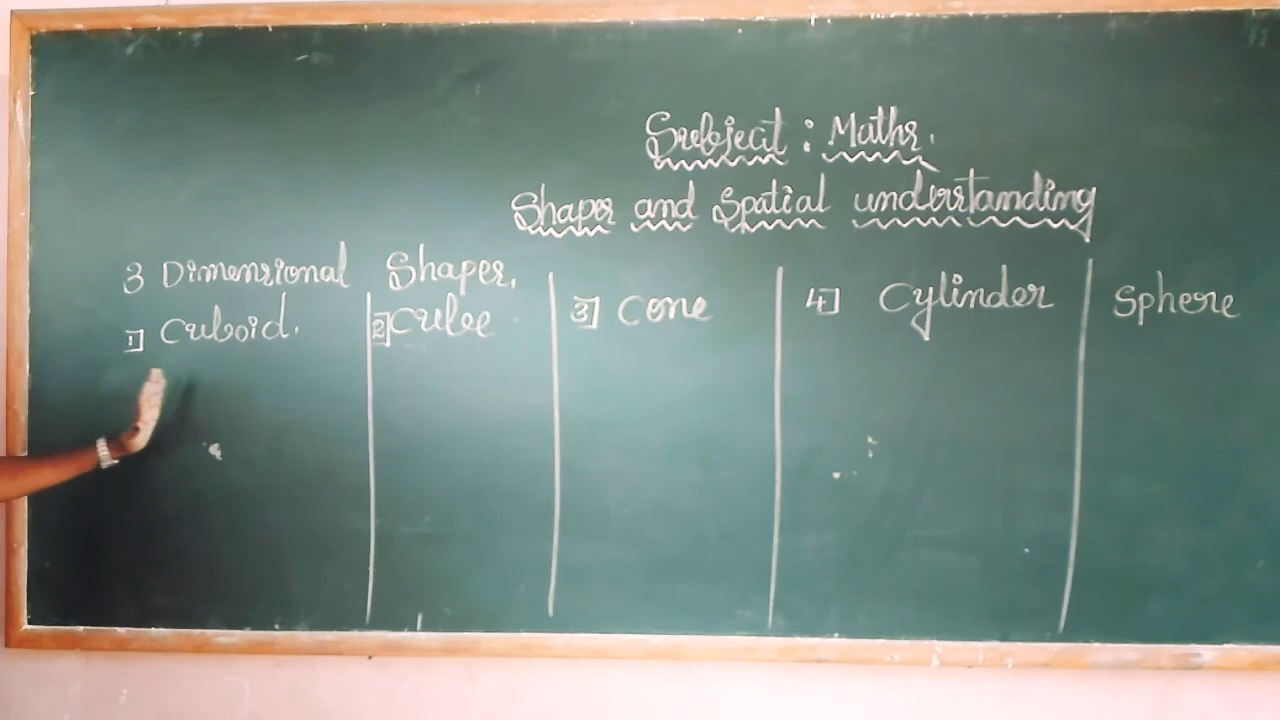 Subject : Maths.
Shapes and Spatial understanding
3 Dimensional Shapes.
1 Cuboid.
2 Cube
3 Cone
4 Cylinder
Sphere